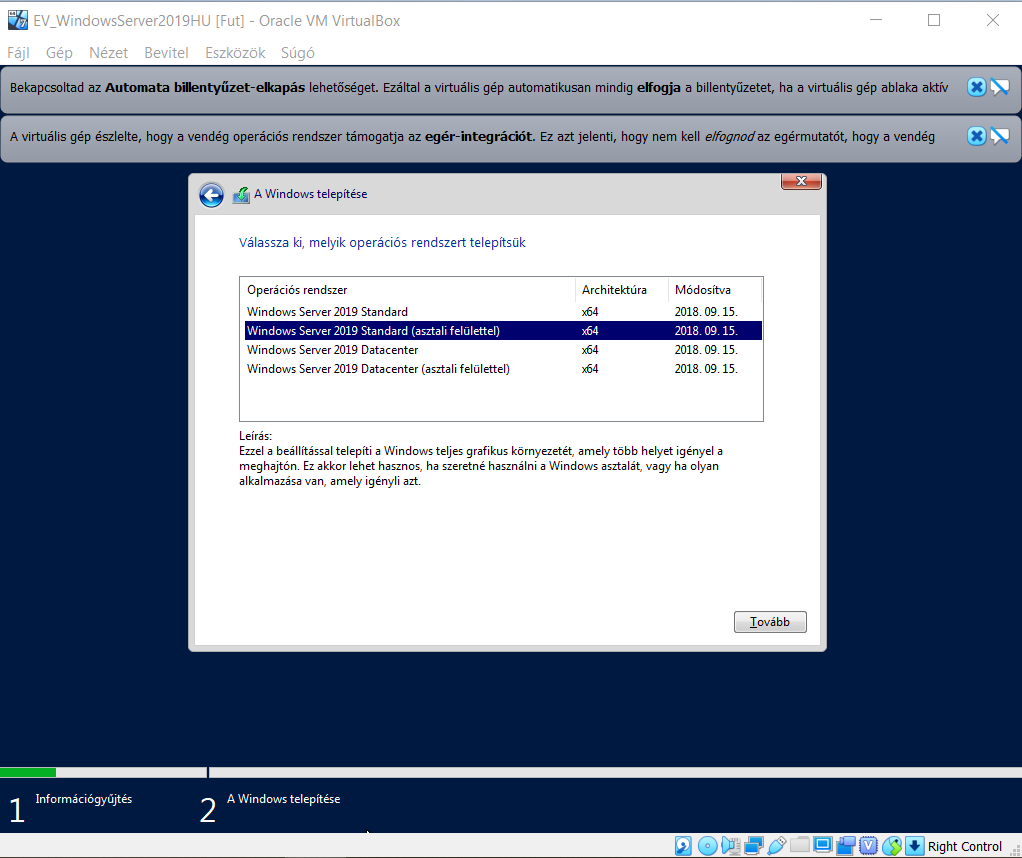 EV_WindowsServer2019HU [Fut] - Oracle VM VirtualBox
Fájl Gép Nézet Bevitel Eszközök Súgó
Bekapcsoltad az Automata billentyűzet-elkapás lehetőséget. Ezáltal a virtuális gép automatikusan mindig elfogja a billentyűzetet, ha a virtuális gép ablaka aktív
A virtuális gép észlelte, hogy a vendég operációs rendszer támogatja az egér-integrációt. Ez azt jelenti, hogy nem kell elfognod az egérmutatót, hogy a vendég
A Windows telepítése
Válassza ki, melyik operációs rendszert telepítsük
Operációs rendszer Architektúra Módosítva
Windows Server 2019 Standard x64 2018. 09. 15.
Windows Server 2019 Standard (asztali felülettel) x64 2018. 09. 15.
Windows Server 2019 Datacenter x64 2018. 09. 15.
Windows Server 2019 Datacenter (asztali felülettel) x64 2018. 09. 15.
Leírás:
Ezzel a beállítással telepíti a Windows teljes grafikus környezetét, amely több helyet igényel a
meghajtón. Ez akkor lehet hasznos, ha szeretné használni a Windows asztalát, vagy ha olyan
alkalmazása van, amely igényli azt.
Tovább
1 Információgyűjtés 2 A Windows telepítése
Right Control